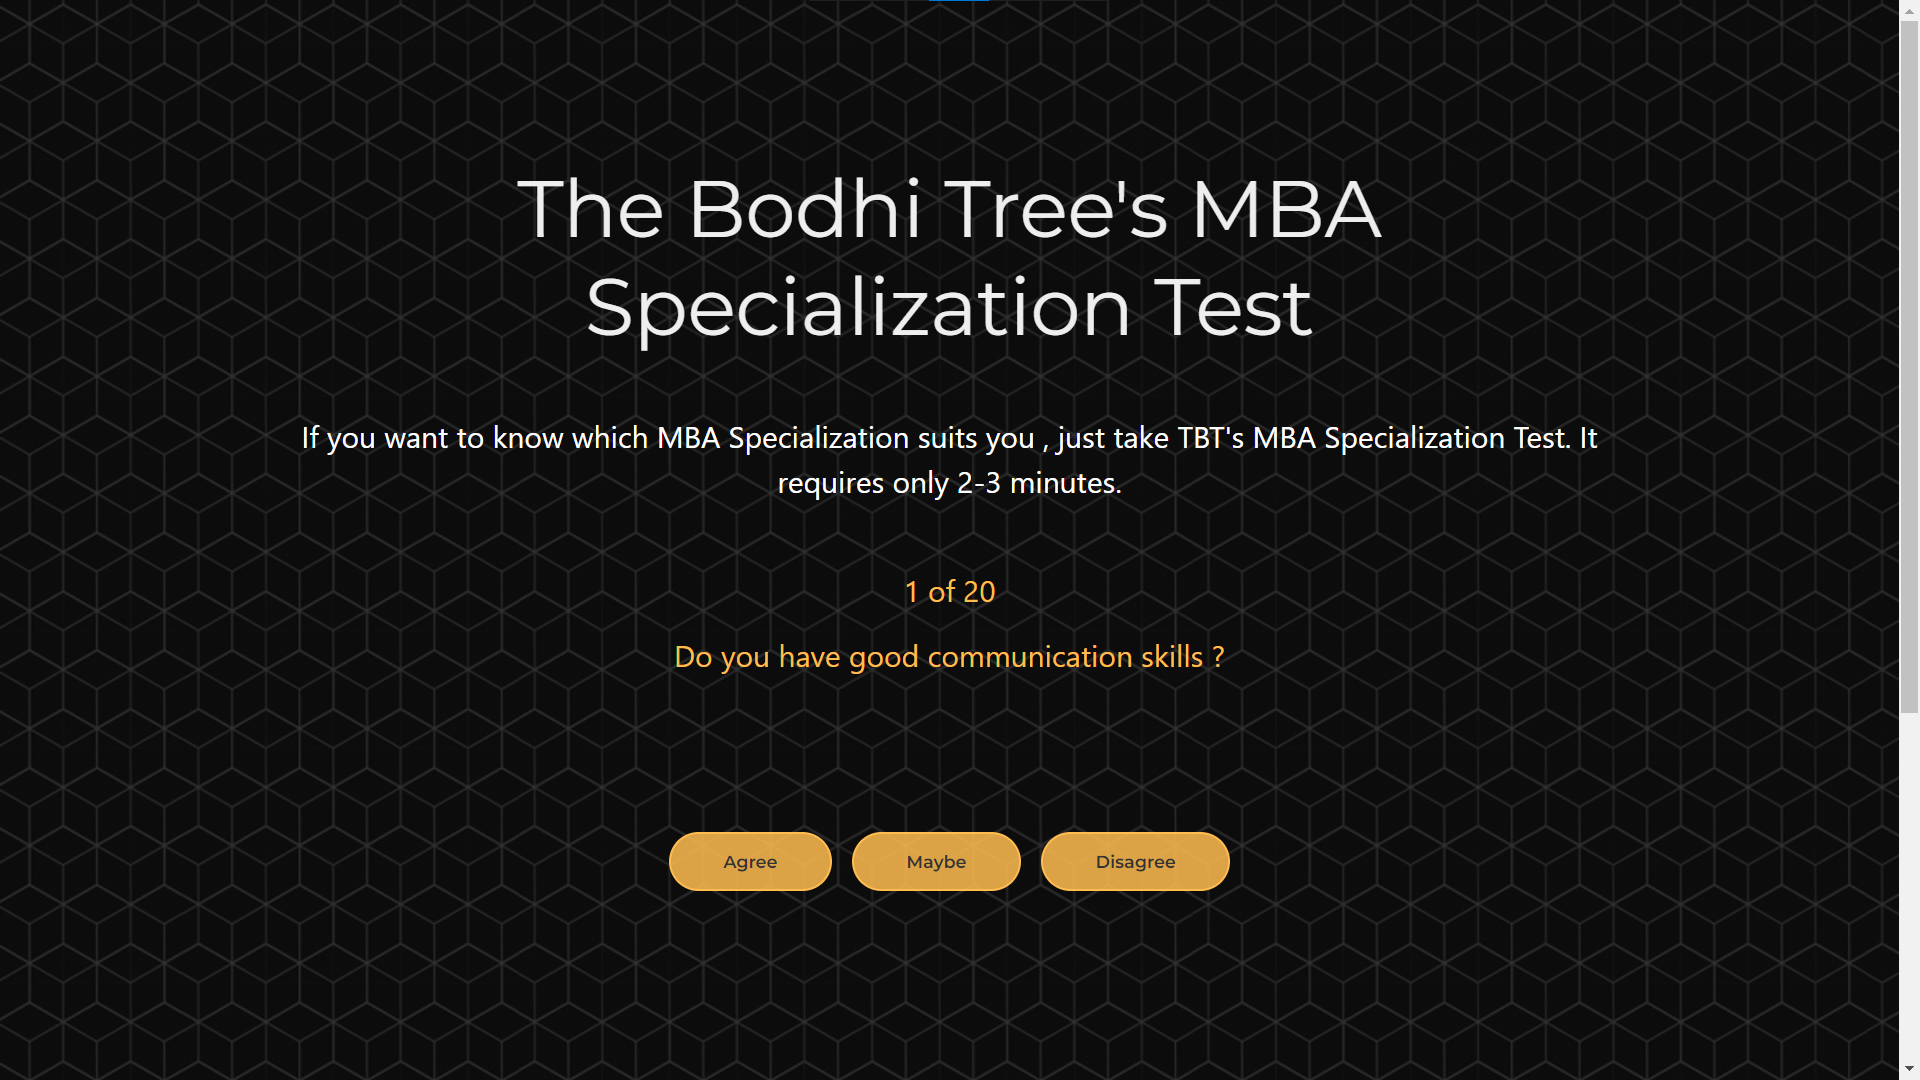 The Bodhi Tree's MBA
Specialization Test
If you want to know which MBA Specialization suits you , just take TBT's MBA Specialization Test. It
requires only 2-3 minutes.
1 of 20
Do you have good communication skills ?
Agree
Maybe
Disagree